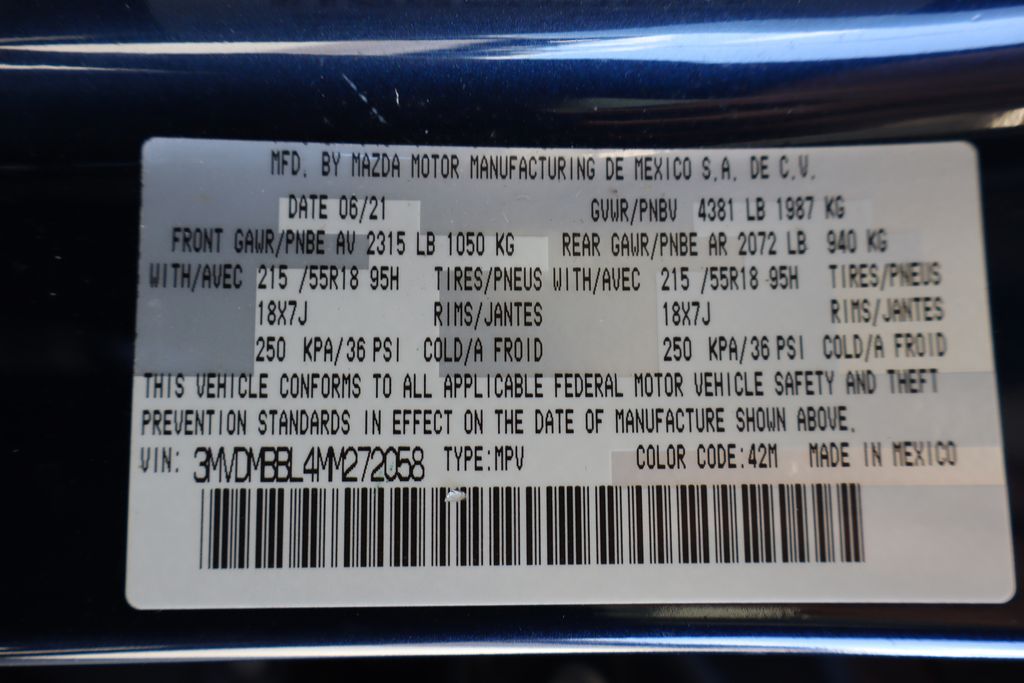 MFD. BY MAZDA MOTOR MANUFACTURING DE MEXICO S.A. DE C.V.
DATE 06/21 GVWR/PNBV 4381 LB 1987 KG
FRONT GAWR/PNBE AV 2315 LB 1050 KG REAR GAWR/PNBE AR 2072 LB 940 KG
WITH/AVEC 215 /55R18 95H TIRES/PNEUS WITH/AVEC 215 /55R18 95H TIRES/PNEUS
18X7J RIMS/JANTES 18X7J RIMS/JANTES
250 KPA/36 PSI COLD/A FROID 250 KPA/36 PSI COLD/A FROID
THIS VEHICLE CONFORMS TO ALL APPLICABLE FEDERAL MOTOR VEHICLE SAFETY AND THEFT
PREVENTION STANDARDS IN EFFECT ON THE DATE OF MANUFACTURE SHOWN ABOVE.
VIN: 3MVDMBBL4MM272058 TYPE:MPV COLOR CODE:42M MADE IN MEXICO